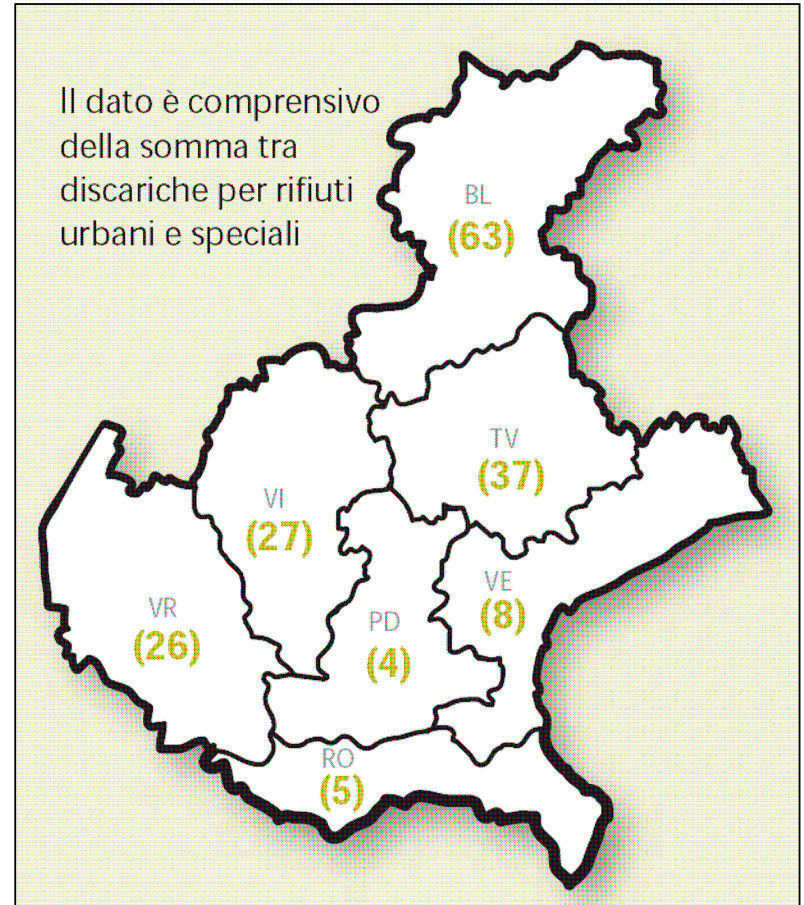 Il dato è comprensivo
della somma tra
discariche per rifiuti
urbani e speciali
BL
(63)
TV
(37)
VI
(27)
VE
(8)
VR
(26)
PD
(4)
RO
(5)